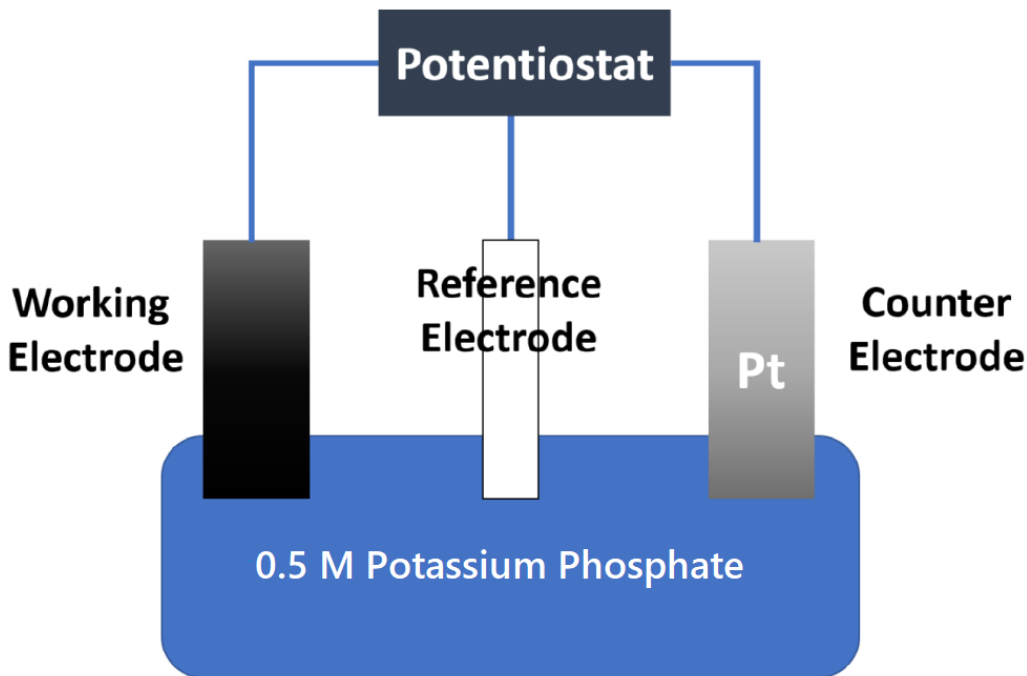 Potentiostat
Working
Electrode
Reference
Electrode
Pt
Counter
Electrode
0.5 M Potassium Phosphate